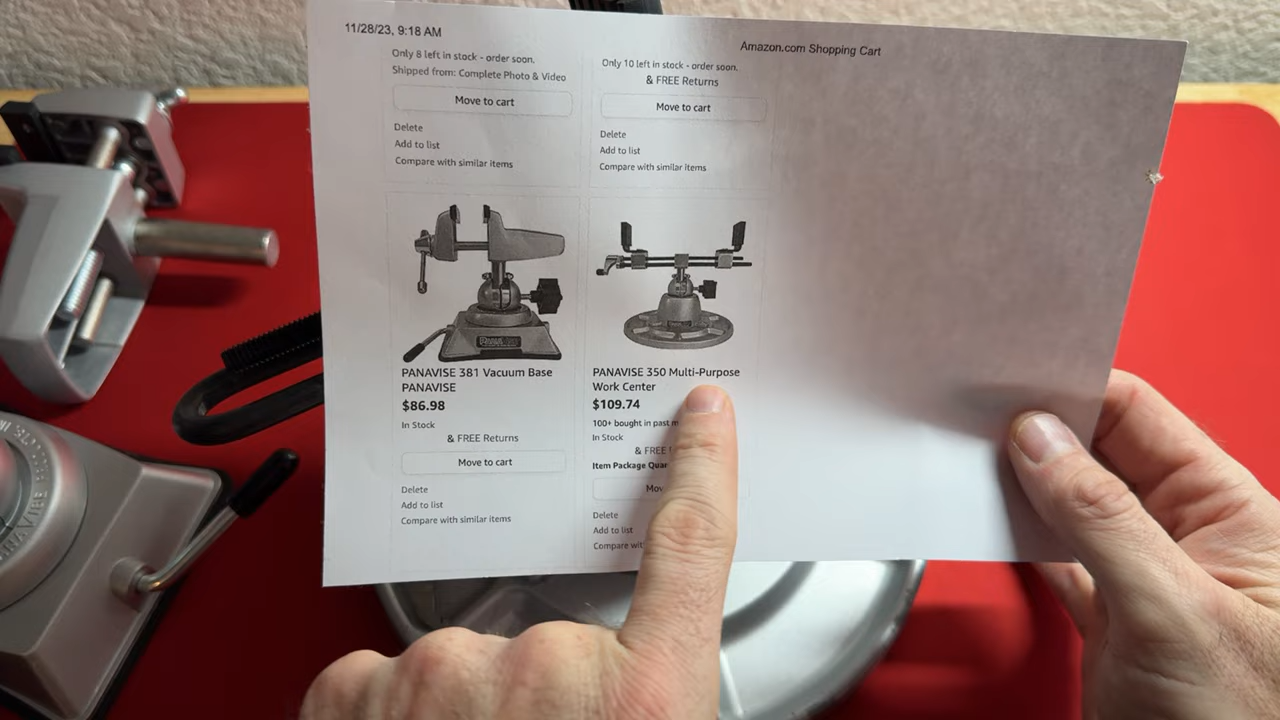 11/28/23, 9:18 AM
Amazon.com Shopping Cart
Only 8 left in stock - order soon.
Shipped from: Complete Photo & Video
Move to cart
Delete
Add to list
Compare with similar items
Only 10 left in stock - order soon.
& FREE Returns
Move to cart
Delete
Add to list
Compare with similar items
PANAVISE 381 Vacuum Base
PANAVISE
$86.98
In Stock
& FREE Returns
Move to cart
Delete
Add to list
Compare with similar items
PANAVISE 350 Multi-Purpose
Work Center
$109.74
100+ bought in past
In Stock
& FREE
Item Package
Delete
Add to list
Compare